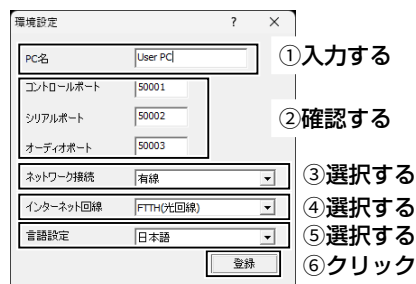 環境設定 ? ×
PC名 User PC ①入力する
コントロールポート 50001
シリアルポート 50002 ②確認する
オーディオポート 50003
ネットワーク接続 有線 ③選択する
インターネット回線 FTTH(光回線) ④選択する
言語設定 日本語 ⑤選択する
登録 ⑥クリック